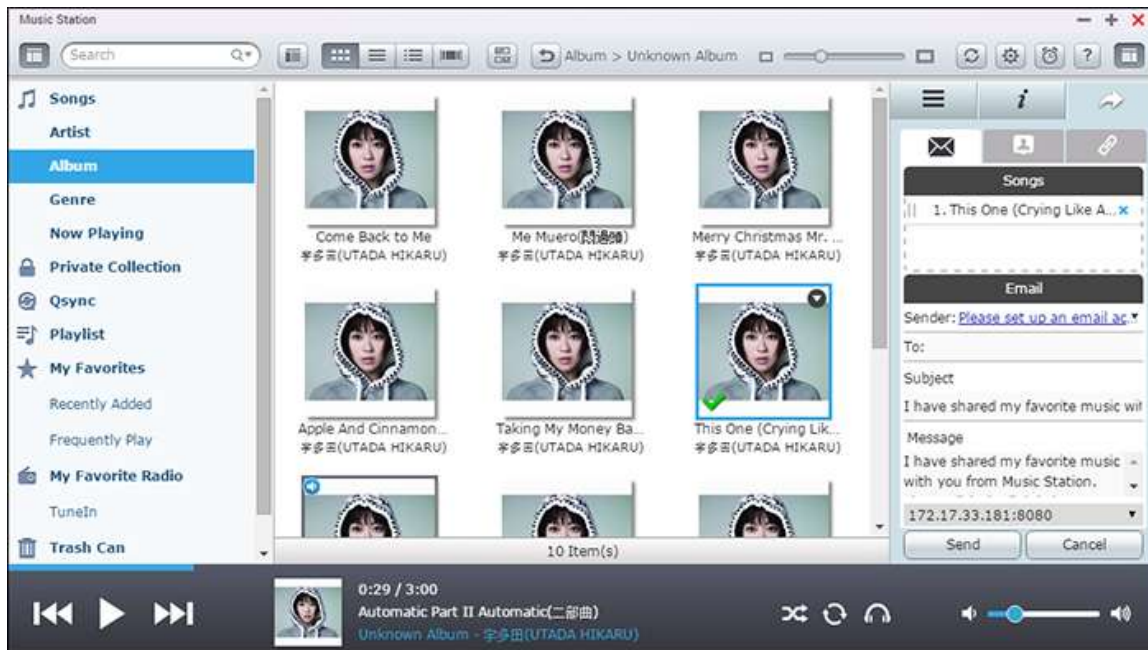 Music Station
Search
Album > Unknown Album
?
Songs
Artist
Album
Genre
Now Playing
Private Collection
Qsync
Playlist
My Favorites
Recently Added
Frequently Play
My Favorite Radio
TuneIn
Trash Can
Come Back to Me
宇多田(UTADA HIKARU)
Me Muero(悶過頭)
宇多田(UTADA HIKARU)
Merry Christmas Mr. ...
宇多田(UTADA HIKARU)
Apple And Cinnamon...
宇多田(UTADA HIKARU)
Taking My Money Ba...
宇多田(UTADA HIKARU)
This One (Crying Lik...
宇多田(UTADA HIKARU)
10 Item(s)
i
Songs
1. This One (Crying Like A...
Email
Sender: Please set up an email ac
To:
Subject
I have shared my favorite music wit
Message
I have shared my favorite music
with you from Music Station.
172.17.33.181:8080
Send
Cancel
0:29 / 3:00
Automatic Part II Automatic(二部曲)
Unknown Album - 宇多田(UTADA HIKARU)